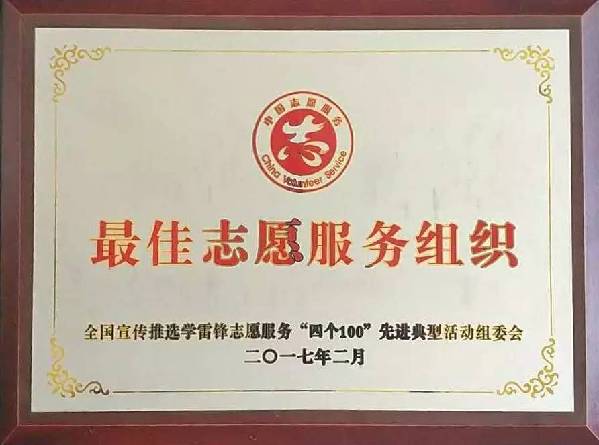 中国志愿服务
志
China Volunteer Service
最佳志愿服务组织
全国宣传推选学雷锋志愿服务“四个100”先进典型活动组委会
二〇一七年二月